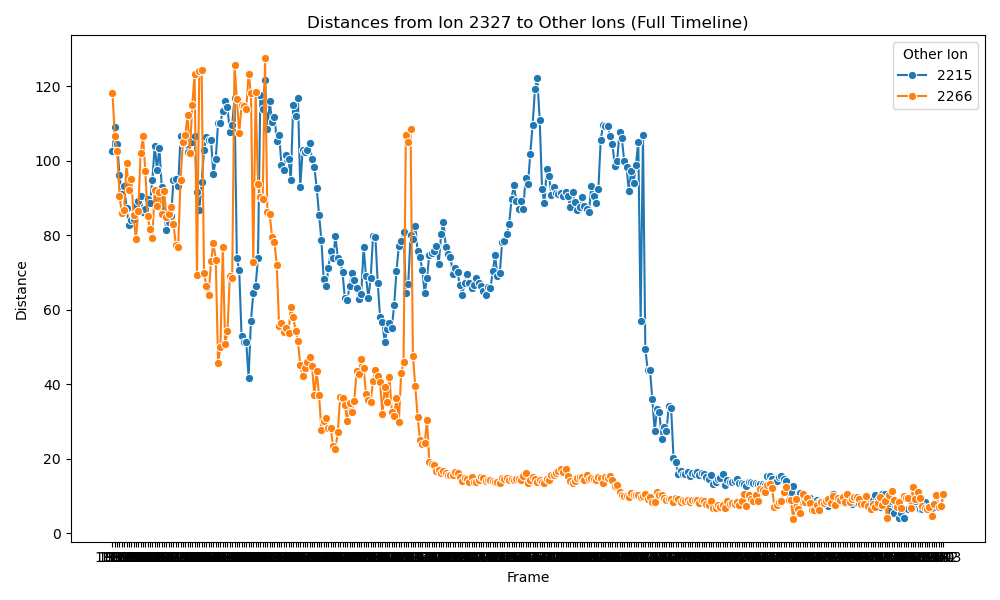 Distances from Ion 2327 to Other Ions (Full Timeline)
Other Ion
2215
2266
120
100
80
60
40
20
0
Distance
Frame